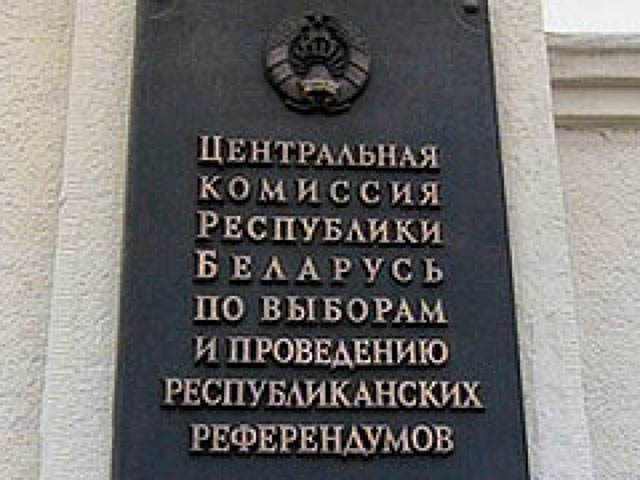 ЦЕНТРАЛЬНАЯ
КОМИССИЯ
РЕСПУБЛИКИ
БЕЛАРУСЬ
ПО ВЫБОРАМ
И ПРОВЕДЕНИЮ
РЕСПУБЛИКАНСКИХ
РЕФЕРЕНДУМОВ